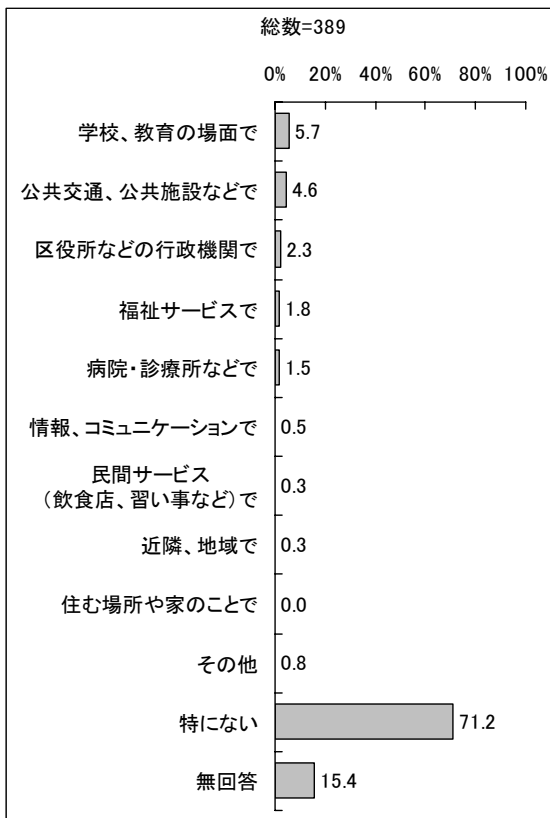 総数=389
0% 20% 40% 60% 80% 100%
学校、教育の場面で 5.7
公共交通、公共施設などで 4.6
区役所などの行政機関で 2.3
福祉サービスで 1.8
病院・診療所などで 1.5
情報、コミュニケーションで 0.5
民間サービス
(飲食店、習い事など)で 0.3
近隣、地域で 0.3
住む場所や家のことで 0.0
その他 0.8
特にない 71.2
無回答 15.4